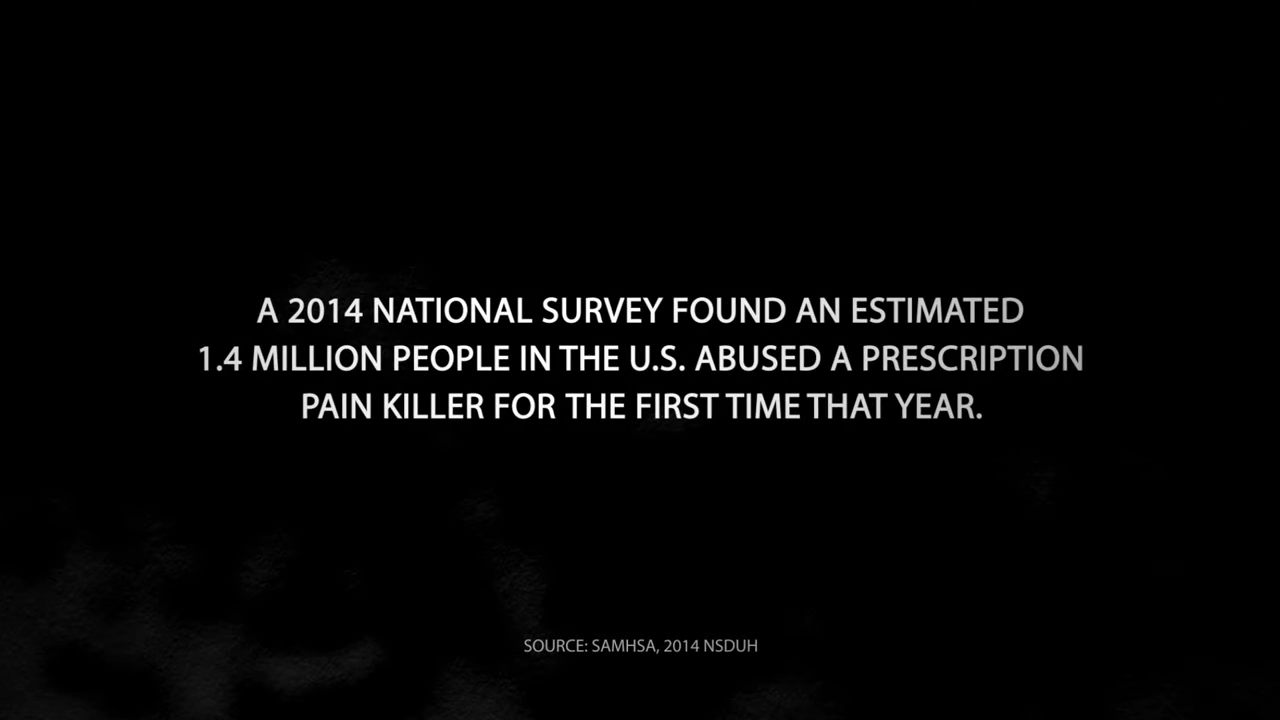 A 2014 NATIONAL SURVEY FOUND AN ESTIMATED
1.4 MILLION PEOPLE IN THE U.S. ABUSED A PRESCRIPTION
PAIN KILLER FOR THE FIRST TIME THAT YEAR.
SOURCE: SAMHSA, 2014 NSDUH